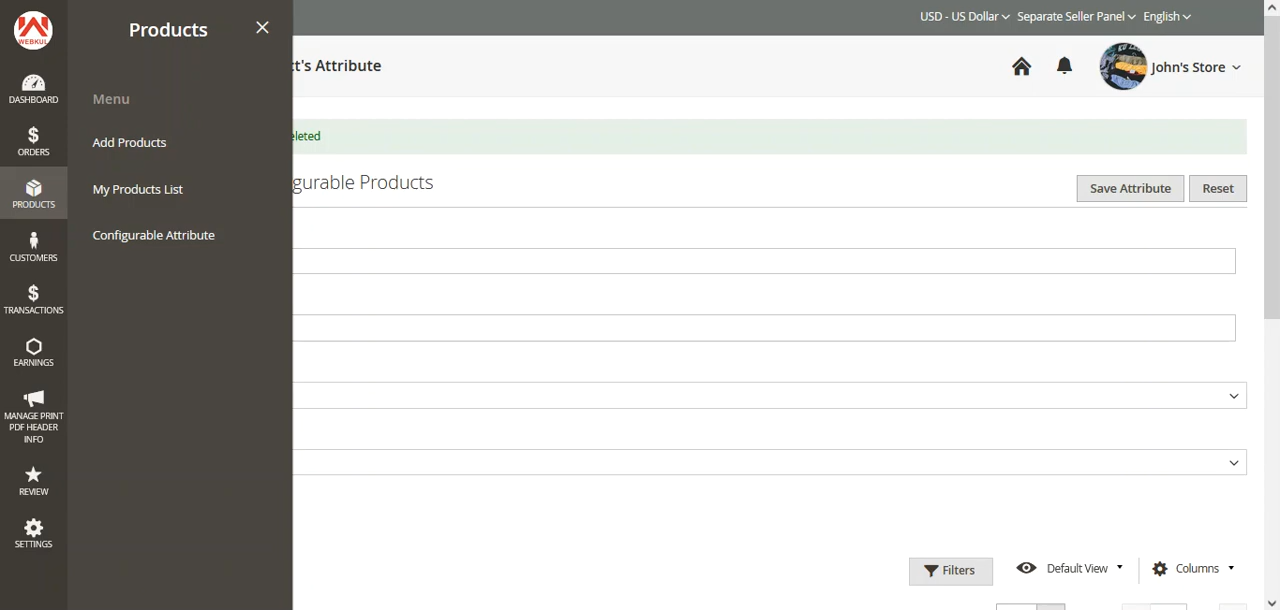 USD - US Dollar Separate Seller Panel English
WEBKUL
Products
ct's Attribute
John's Store
DASHBOARD
Menu
ORDERS
Add Products
eleted
PRODUCTS
My Products List
gurable Products
Save Attribute Reset
CUSTOMERS
Configurable Attribute
TRANSACTIONS
EARNINGS
MANAGE PRINT
PDF HEADER
INFO
REVIEW
SETTINGS
Filters Default View Columns